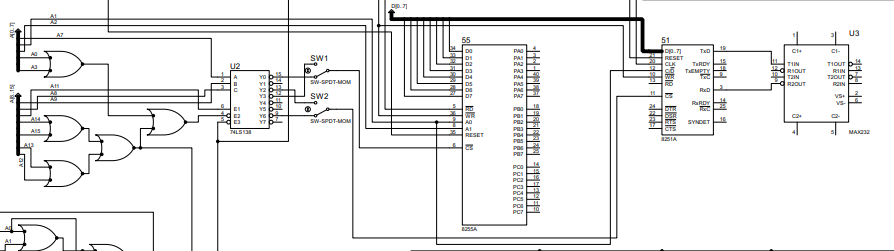 D[0..7]
A[0..7]
A1
A2
A7
A0
A3
A[8..15]
A11
A8
A9
A14
A15
A13
A12
U2
A
B
C
E1
E2
E3
Y0
Y1
Y2
Y3
Y4
Y5
Y6
Y7
74LS138
SW1
SW-SPDT-MOM
SW2
SW-SPDT-MOM
55
D0
D1
D2
D3
D4
D5
D6
D7
RD
WR
A0
A1
RESET
CS
PA0
PA1
PA2
PA3
PA4
PA5
PA6
PA7
PB0
PB1
PB2
PB3
PB4
PB5
PB6
PB7
PC0
PC1
PC2
PC3
PC4
PC5
PC6
PC7
8255A
51
D[0..7]
RESET
CLK
C/D
RD
WR
CS
DTR
DSR
RTS
CTS
TxD
TxRDY
TxEMPTY
TxC
RxD
RxRDY
RxC
SYNDET
8251A
U3
C1+
C1-
T1IN
R1OUT
T2IN
R2OUT
T1OUT
R1IN
T2OUT
R2IN
VS+
VS-
C2+
C2-
MAX232
A0
A1